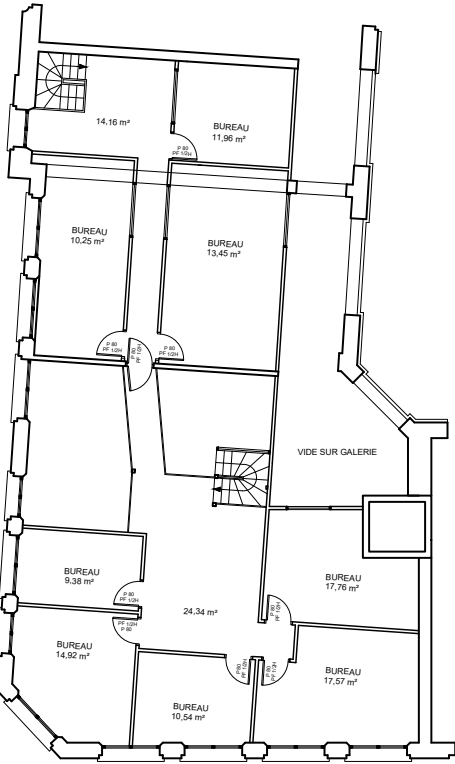 14.16 m²
BUREAU
11,96 m²
P 80
PF 1/2H
BUREAU
10,25 m²
BUREAU
13,45 m²
P 80
PF 1/2H
P 80
PF 1/2H
P 80
PF 1/2H
VIDE SUR GALERIE
BUREAU
9.38 m²
P 80
PF 1/2H
24,34 m²
BUREAU
17,76 m²
P 80
PF 1/2H
PF 1/2H
P 80
BUREAU
14,92 m²
P 80
PF 1/2H
P 80
PF 1/2H
BUREAU
17,57 m²
BUREAU
10,54 m²